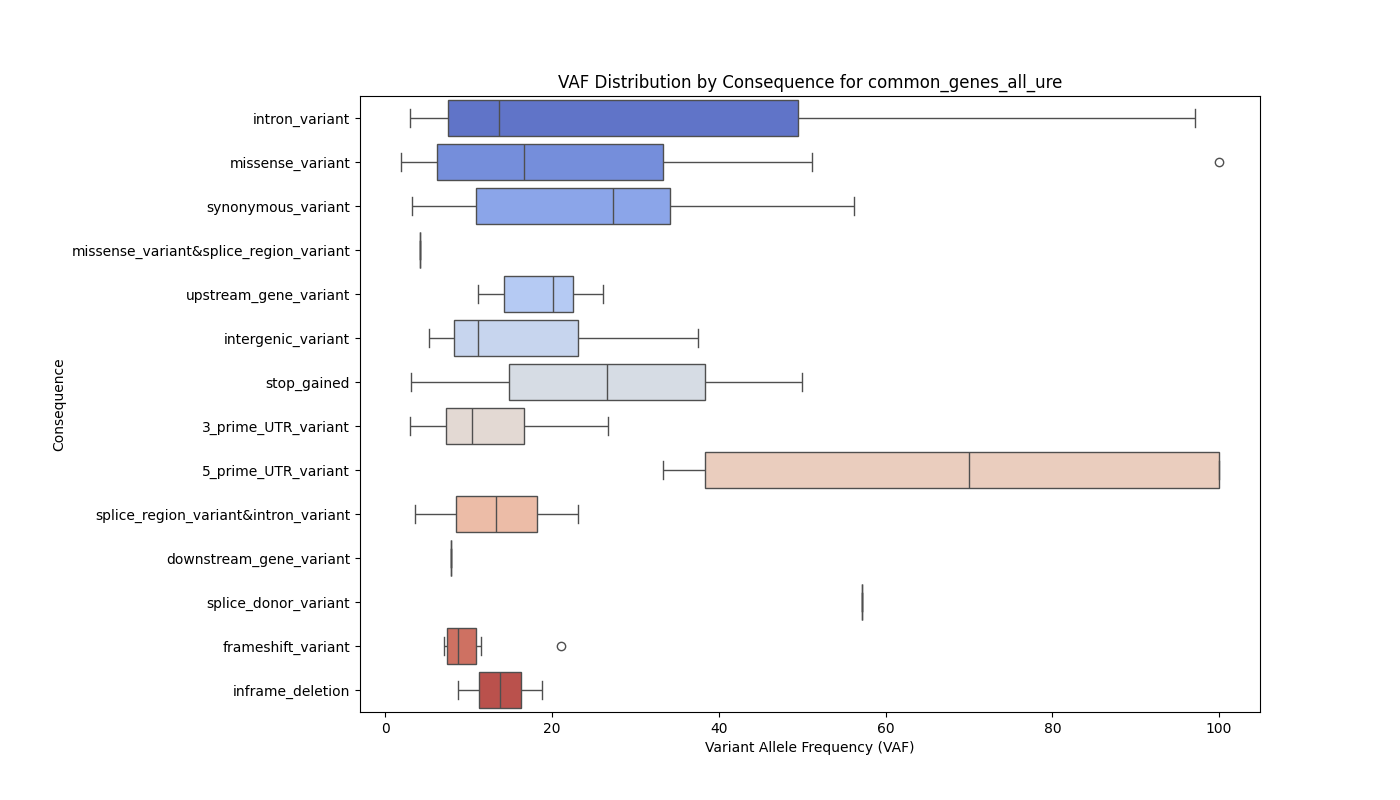 VAF Distribution by Consequence for common_genes_all_ure
Consequence
intron_variant
missense_variant
synonymous_variant
missense_variant&splice_region_variant
upstream_gene_variant
intergenic_variant
stop_gained
3_prime_UTR_variant
5_prime_UTR_variant
splice_region_variant&intron_variant
downstream_gene_variant
splice_donor_variant
frameshift_variant
inframe_deletion
0 20 40 60 80 100
Variant Allele Frequency (VAF)